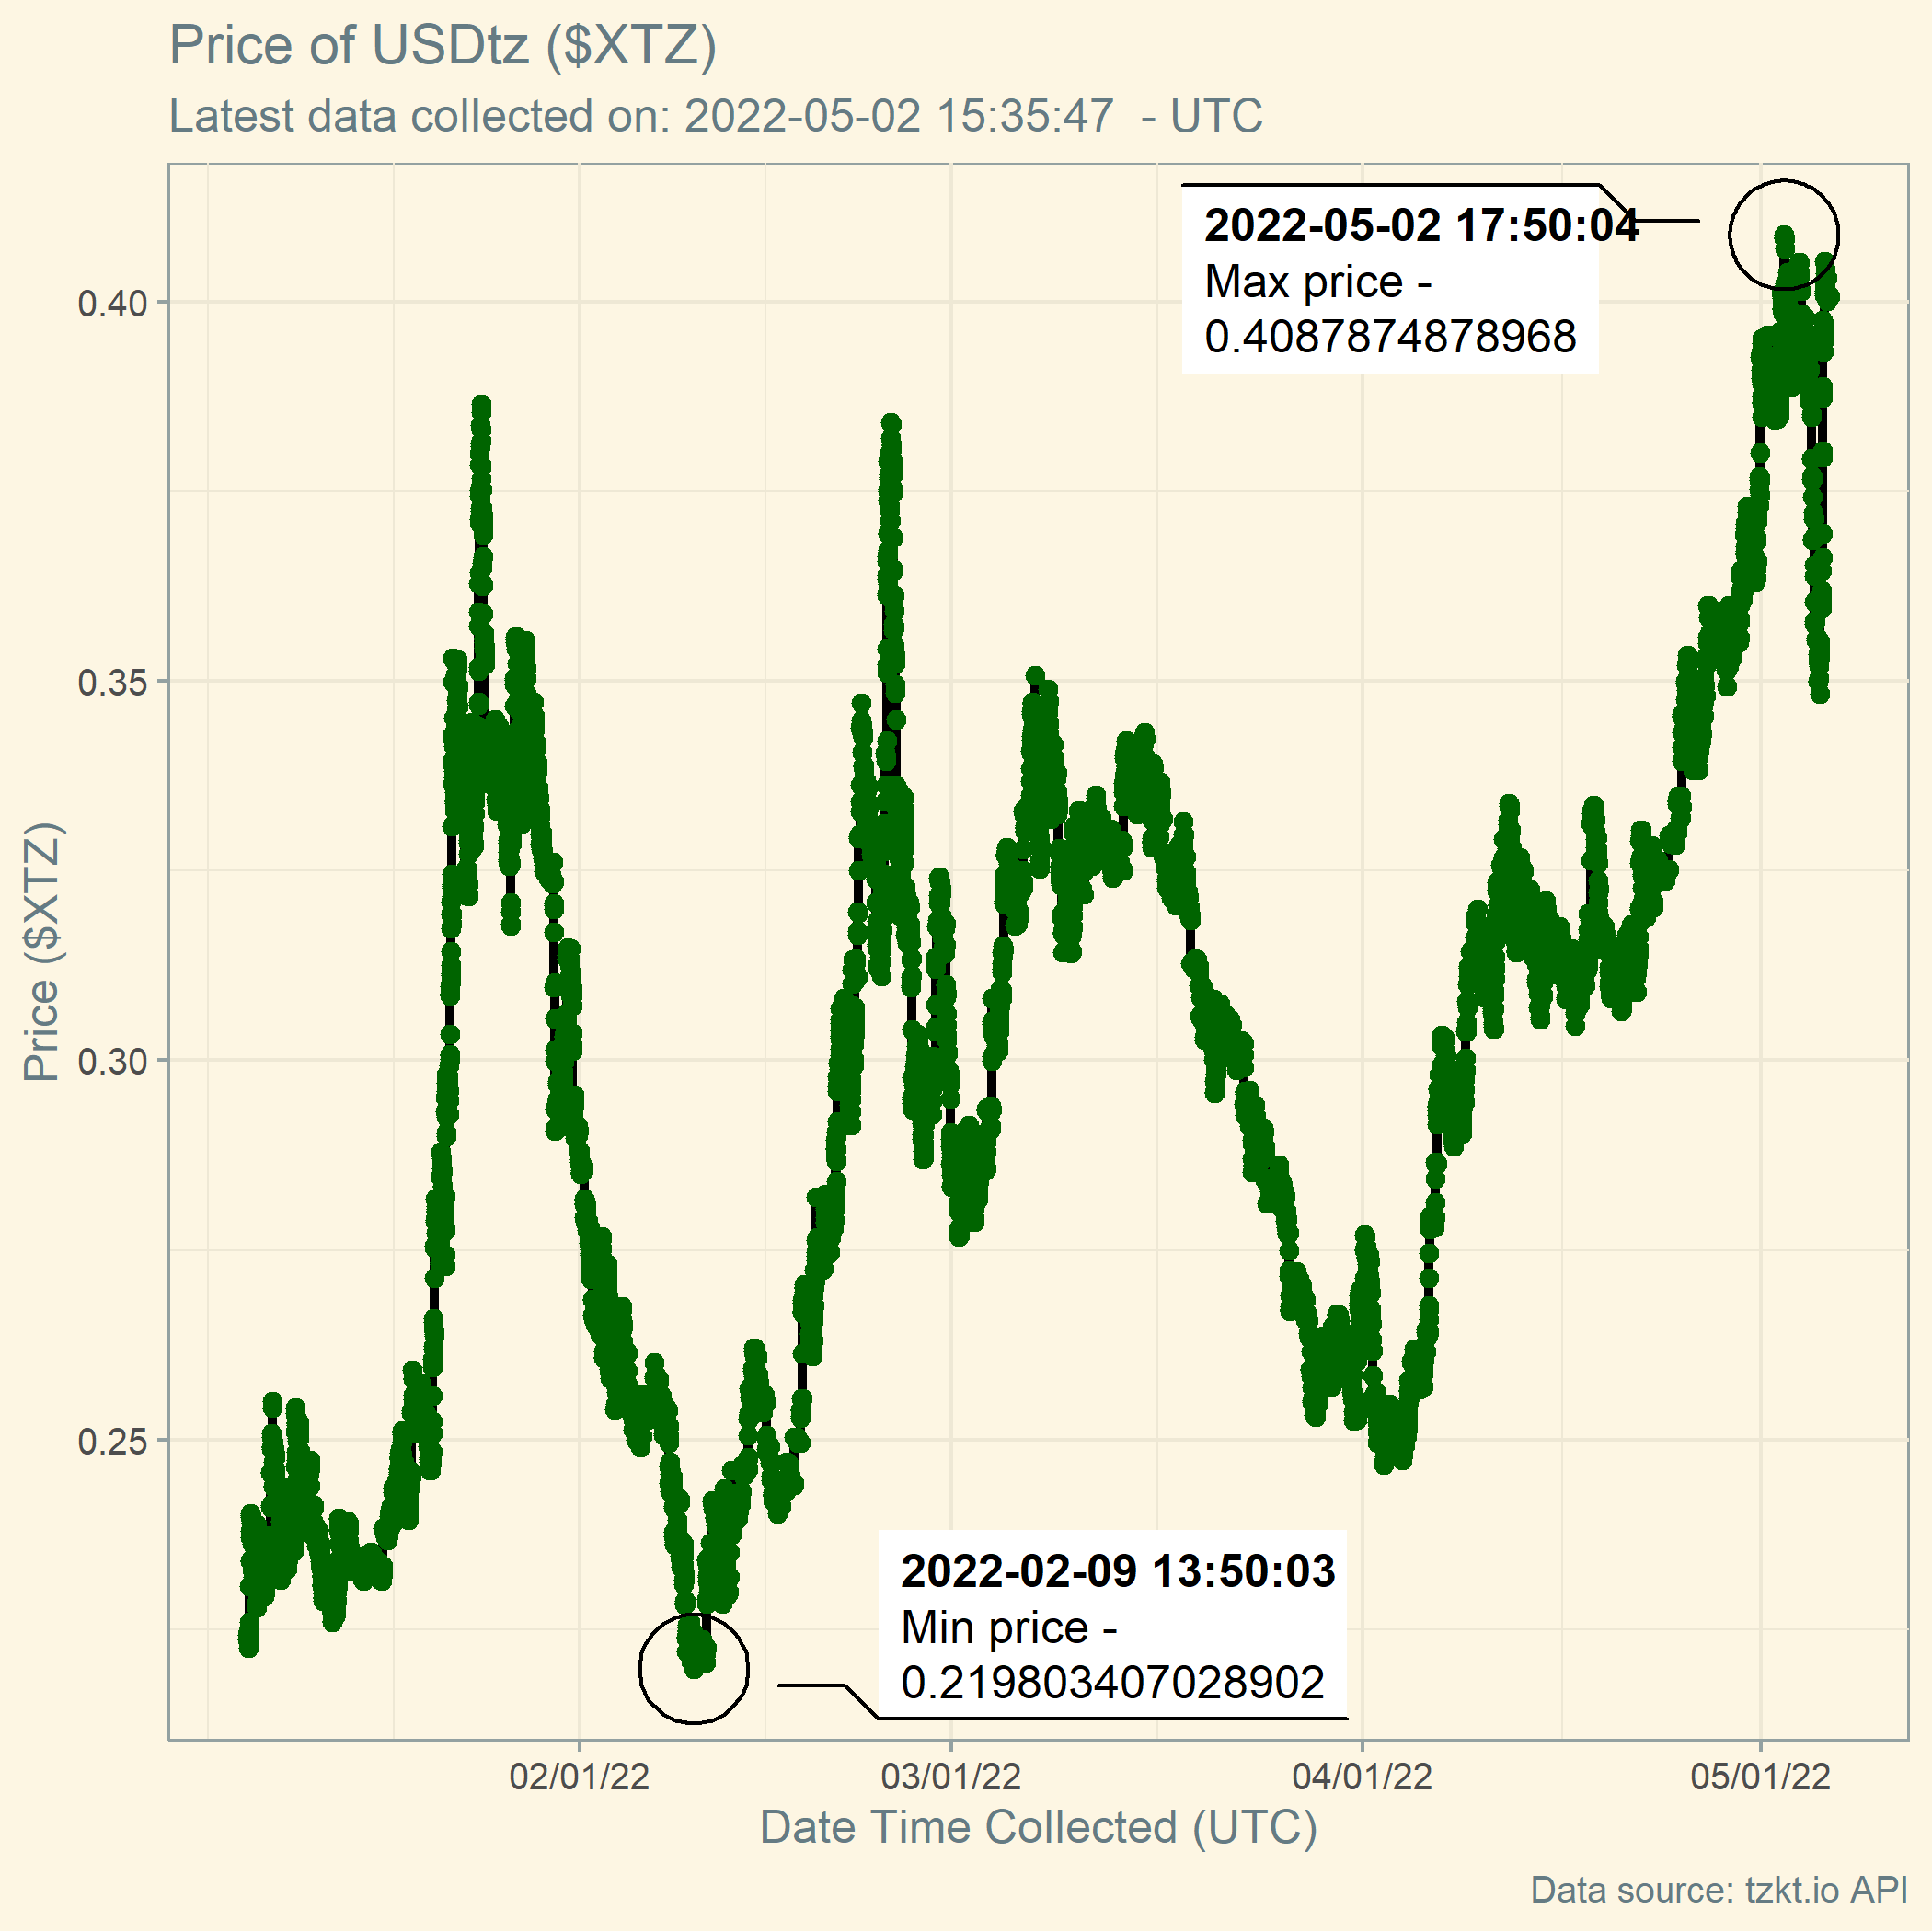 Price of USDtz ($XTZ)
Latest data collected on: 2022-05-02 15:35:47  - UTC
2022-05-02 17:50:04
Max price -
0.4087874878968
0.40
0.35
0.30
0.25
Price ($XTZ)
2022-02-09 13:50:03
Min price -
0.219803407028902
02/01/22
03/01/22
04/01/22
05/01/22
Date Time Collected (UTC)
Data source: tzkt.io API